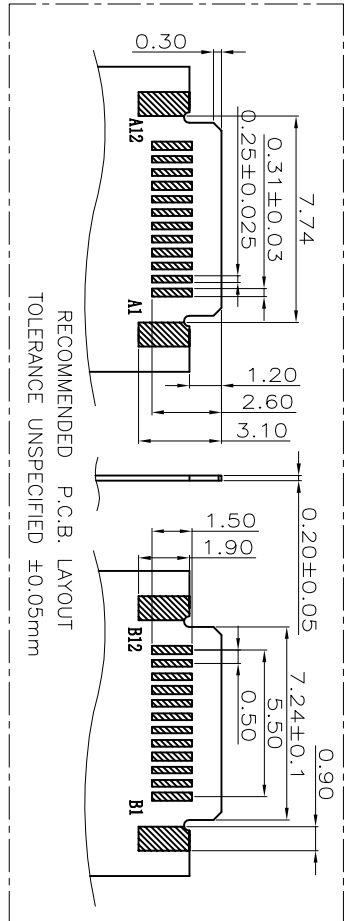 0.30
A12
A1
0.25±0.025
0.31±0.03
7.74
1.20
2.60
3.10
0.20±0.05
1.50
1.90
B12
B1
0.50
5.50
7.24±0.1
0.90
RECOMMENDED P.C.B. LAYOUT
TOLERANCE UNSPECIFIED ±0.05mm